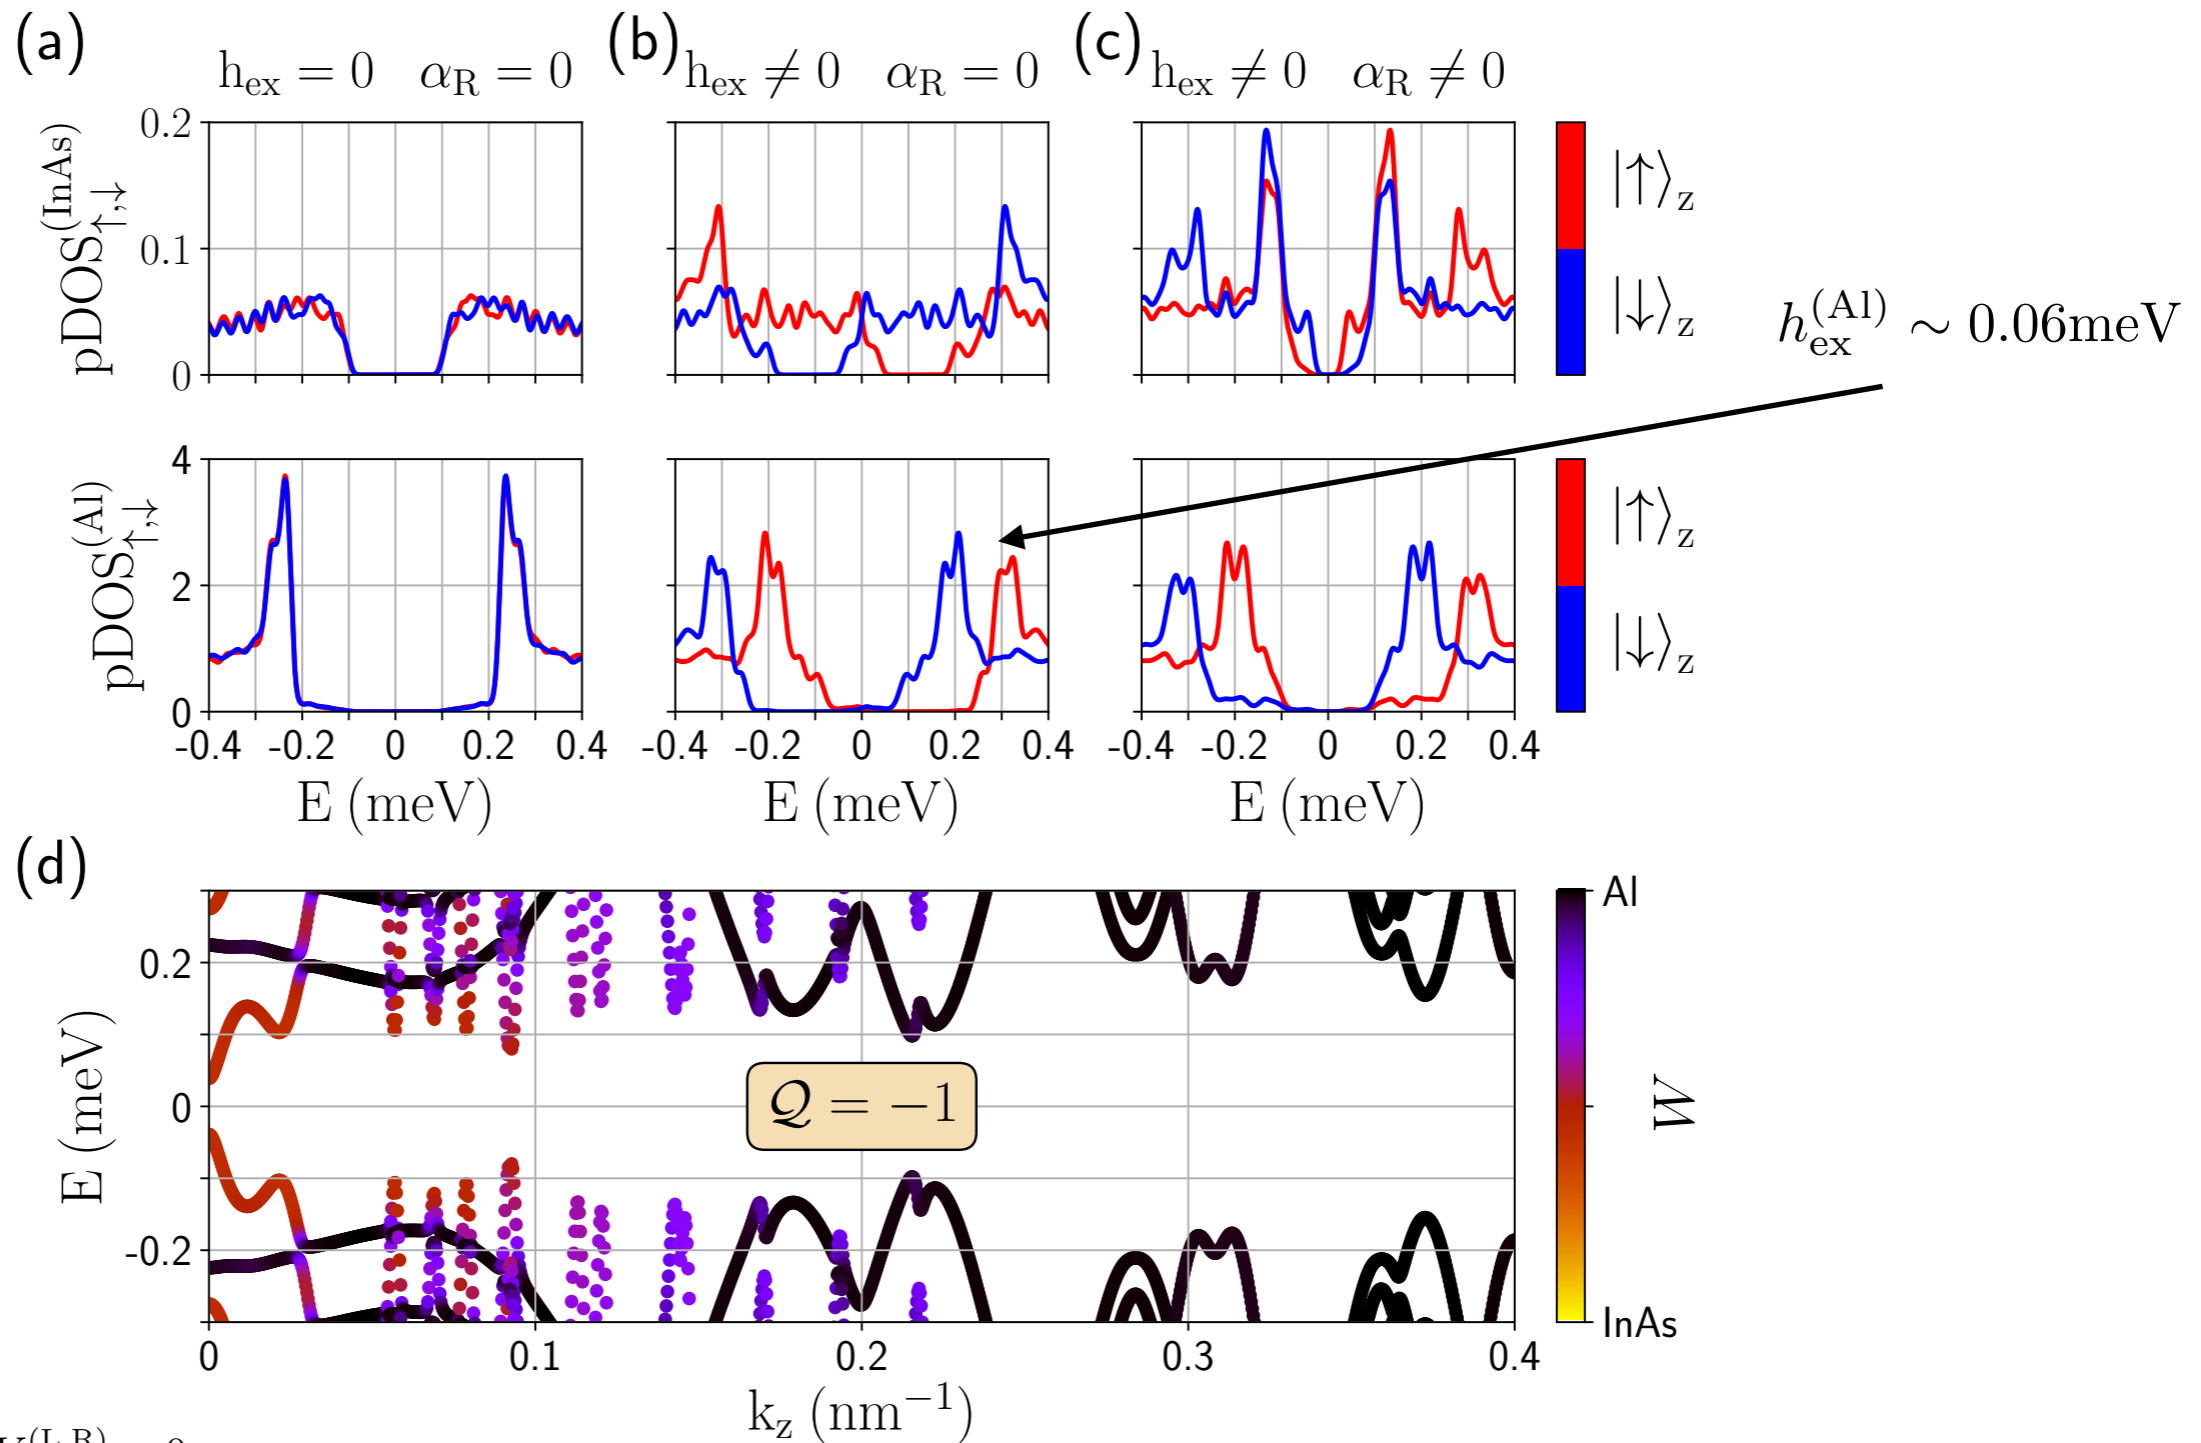 (a) (b) (c)
h_ex = 0 α_R = 0 h_ex ≠ 0 α_R = 0 h_ex ≠ 0 α_R ≠ 0
pDOS^(InAs)_↑,↓
0.2
0.1
0
|↑⟩_z
|↓⟩_z
h_ex^(Al) ~ 0.06meV
pDOS^(Al)_↑,↓
4
2
0
|↑⟩_z
|↓⟩_z
-0.4 -0.2 0 0.2 0.4 -0.4 -0.2 0 0.2 0.4 -0.4 -0.2 0 0.2 0.4
E (meV) E (meV) E (meV)
(d)
E (meV)
0.2
0
-0.2
𝒬 = −1
Al
W
InAs
0 0.1 0.2 0.3 0.4
k_z (nm^−1)